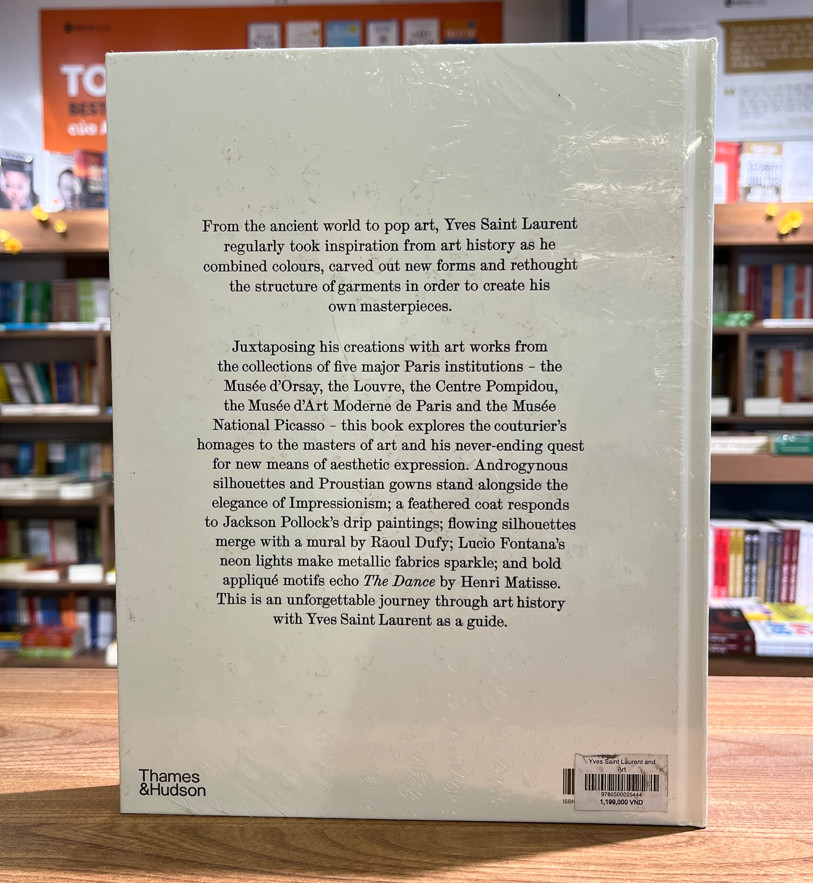 TO
BEST
của
From the ancient world to pop art, Yves Saint Laurent
regularly took inspiration from art history as he
combined colours, carved out new forms and rethought
the structure of garments in order to create his
own masterpieces.
Juxtaposing his creations with art works from
the collections of five major Paris institutions – the
Musée d’Orsay, the Louvre, the Centre Pompidou,
the Musée d’Art Moderne de Paris and the Musée
National Picasso – this book explores the couturier’s
homages to the masters of art and his never-ending quest
for new means of aesthetic expression. Androgynous
silhouettes and Proustian gowns stand alongside the
elegance of Impressionism; a feathered coat responds
to Jackson Pollock’s drip paintings; flowing silhouettes
merge with a mural by Raoul Dufy; Lucio Fontana’s
neon lights make metallic fabrics sparkle; and bold
appliqué motifs echo The Dance by Henri Matisse.
This is an unforgettable journey through art history
with Yves Saint Laurent as a guide.
Thames
&Hudson
ISBN
Yves Saint Laurent and
Art
9780500025444
1,199,000 VND